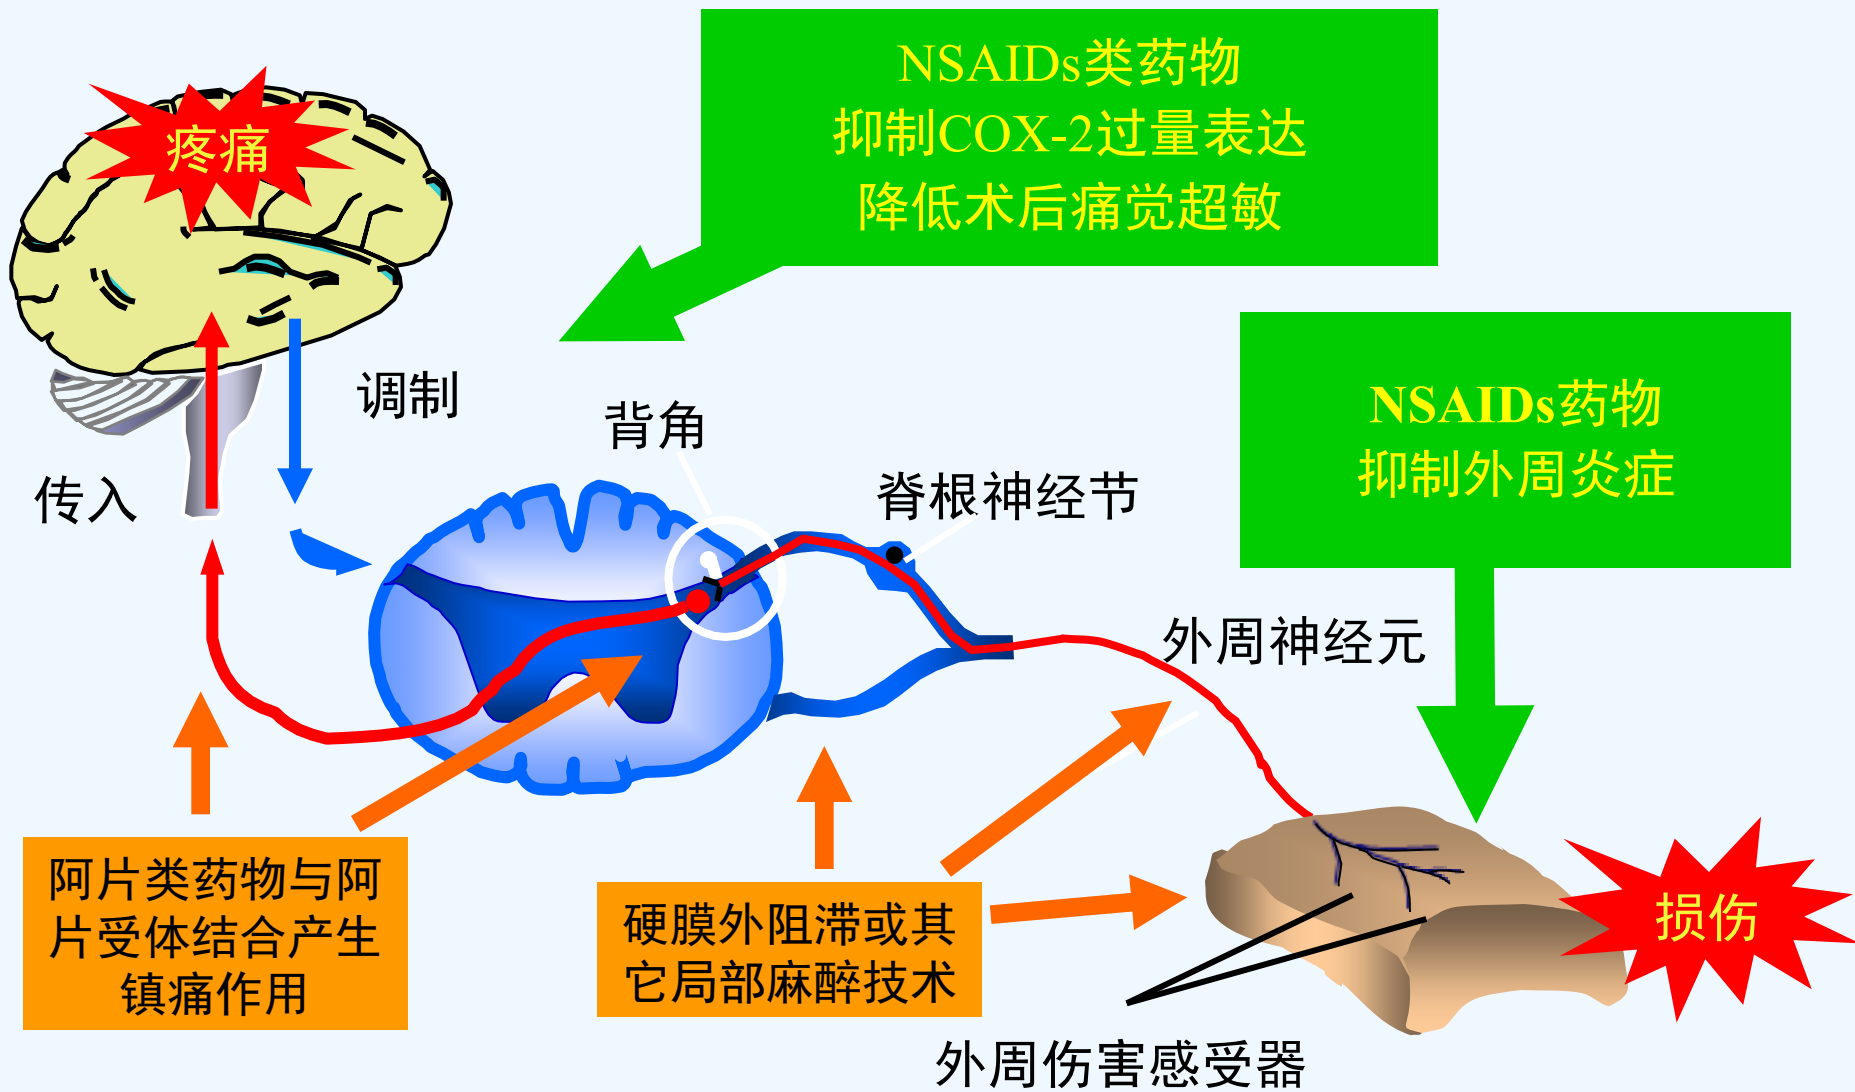 NSAIDs类药物
抑制COX-2过量表达
降低术后痛觉超敏
疼痛
NSAIDs药物
抑制外周炎症
调制
背角
传入
脊根神经节
外周神经元
阿片类药物与阿
片受体结合产生
镇痛作用
硬膜外阻滞或其
它局部麻醉技术
损伤
外周伤害感受器